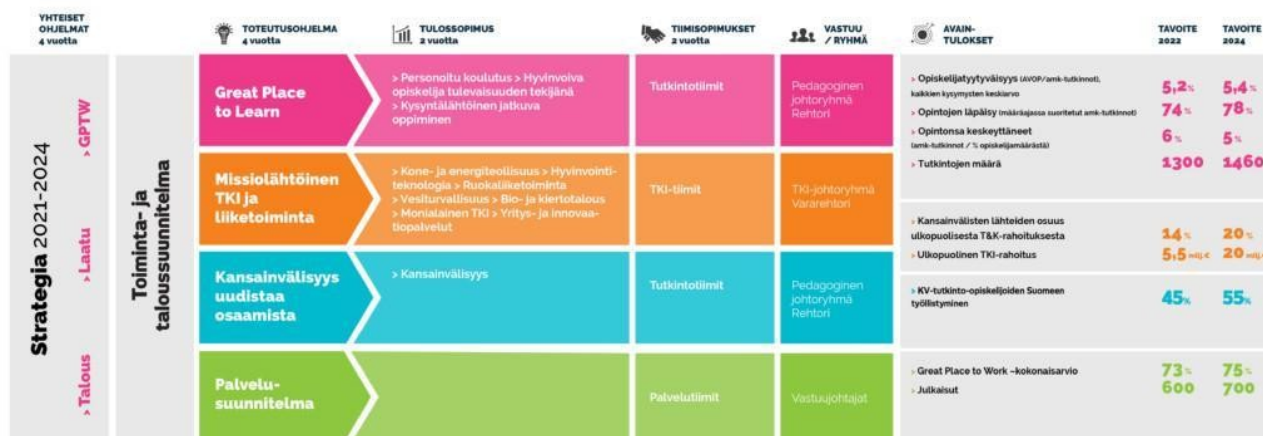 YHTEISET
OHJELMAT
4 vuotta
TOTEUTUSOHJELMA
4 vuotta
TULOSSOPIMUS
2 vuotta
TIIMISOPIMUKSET
2 vuotta
VASTUU
/ RYHMÄ
AVAIN-
TULOKSET
TAVOITE
2022
TAVOITE
2024
Strategia 2021-2024
> Talous > Laatu > GPTW
Toiminta- ja
taloussuunnitelma
Great Place
to Learn
> Personoitu koulutus > Hyvinvoiva
opiskelija tulevaisuuden tekijänä
> Kysyntälähtöinen jatkuva
oppiminen
Tutkintotiimit
Pedagoginen
johtoryhmä
Rehtori
> Opiskelijatyytyväisyys (AVOP/amk-tutkinnot),
kaikkien kysymysten keskiarvo
5,2% 5,4%
> Opintojen läpäisy (määräajassa suoritetut amk-tutkinnot)
74% 78%
> Opintonsa keskeyttäneet
(amk-tutkinnot / % opiskelijamäärästä)
6% 5%
> Tutkintojen määrä
1300 1460
Missiolähtöinen
TKI ja
liiketoiminta
> Kone- ja energiteollisuus > Hyvinvointi-
teknologia > Ruokaliiketoiminta
> Vesiturvallisuus > Bio- ja kiertotalous
> Monialainen TKI > Yritys- ja innovaa-
tiopalvelut
TKI-tiimit
TKI-johtoryhmä
Vararehtori
> Kansainvälisten lähteiden osuus
ulkopuolisesta T&K-rahoituksesta
14% 20%
> Ulkopuolinen TKI-rahoitus
5,5 milj.€ 20 milj.€
Kansainvälisyys
uudistaa
osaamista
> Kansainvälisyys
Tutkintotiimit
Pedagoginen
johtoryhmä
Rehtori
> KV-tutkinto-opiskelijoiden Suomeen
työllistyminen
45% 55%
Palvelu-
suunnitelma
Palvelutiimit
Vastuujohtajat
> Great Place to Work –kokonaisarvio
73% 75%
> Julkaisut
600 700